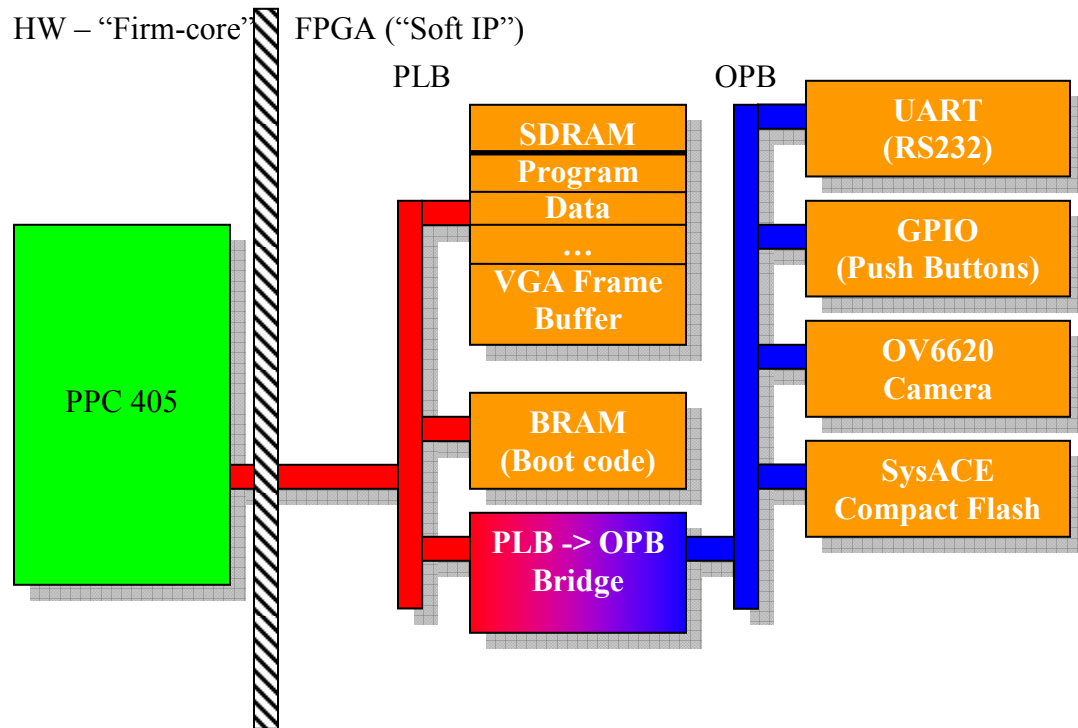 HW – “Firm-core”
FPGA (“Soft IP”)
PLB
OPB
PPC 405
SDRAM
Program
Data
…
VGA Frame
Buffer
BRAM
(Boot code)
PLB -> OPB
Bridge
UART
(RS232)
GPIO
(Push Buttons)
OV6620
Camera
SysACE
Compact Flash